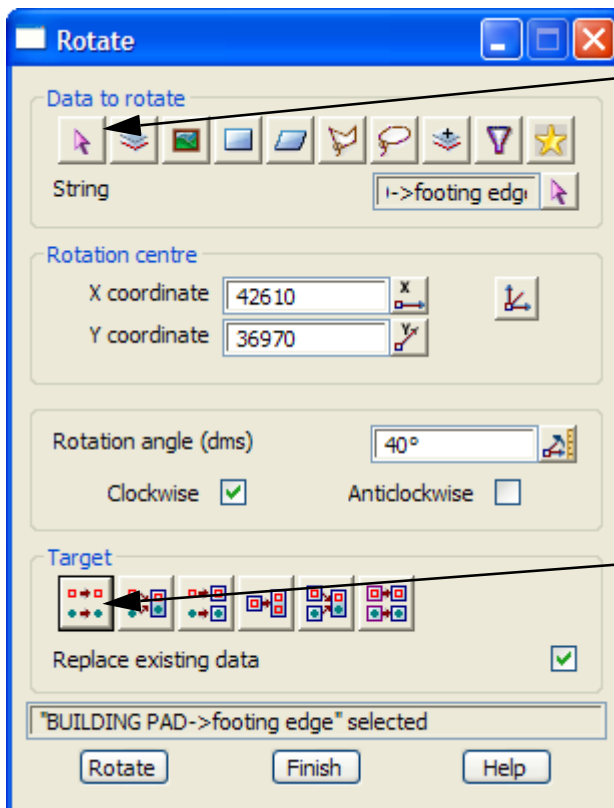 Rotate
Data to rotate
String
->footing edge
Rotation centre
X coordinate 42610 X
Y coordinate 36970 Y
Rotation angle (dms) 40°
Clockwise Anticlockwise
Target
Replace existing data
"BUILDING PAD->footing edge" selected
Rotate Finish Help